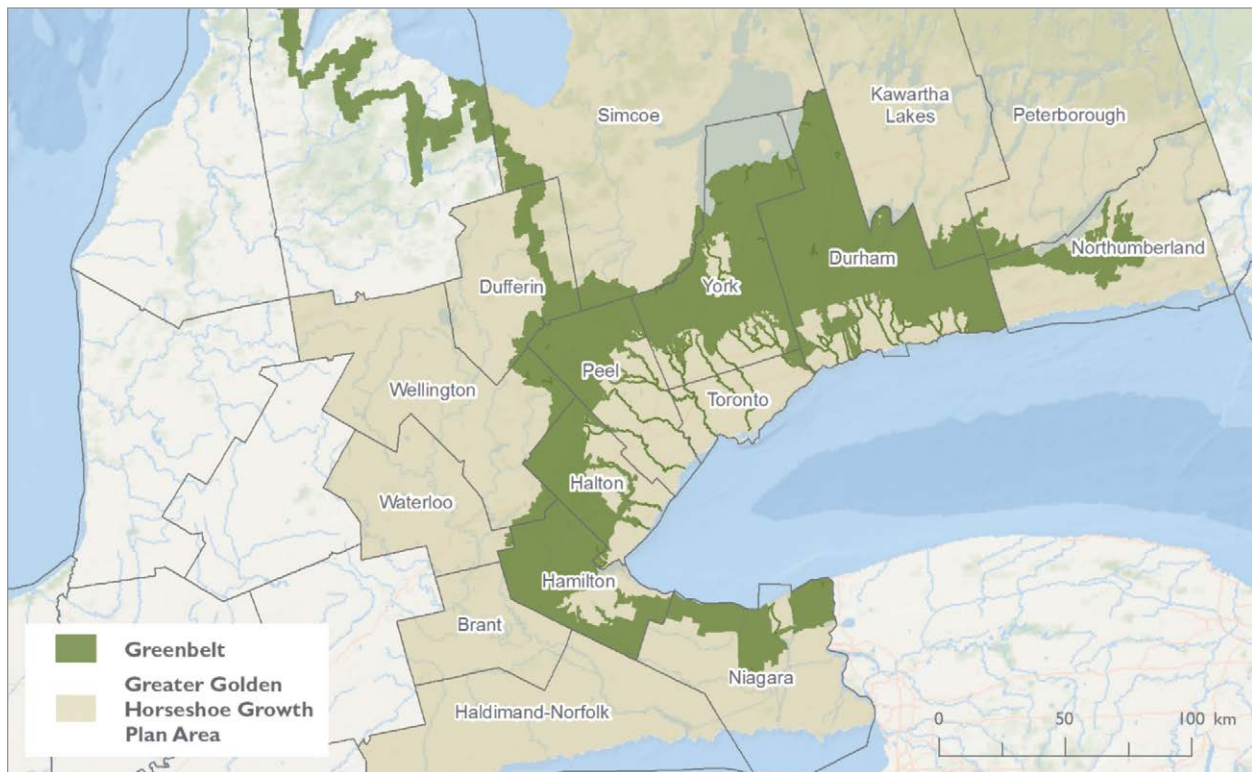 Simcoe
Kawartha
Lakes
Peterborough
Northumberland
Durham
York
Dufferin
Peel
Toronto
Wellington
Halton
Waterloo
Hamilton
Brant
Niagara
Haldimand-Norfolk
Greenbelt
Greater Golden
Horseshoe Growth
Plan Area
0 50 100 km